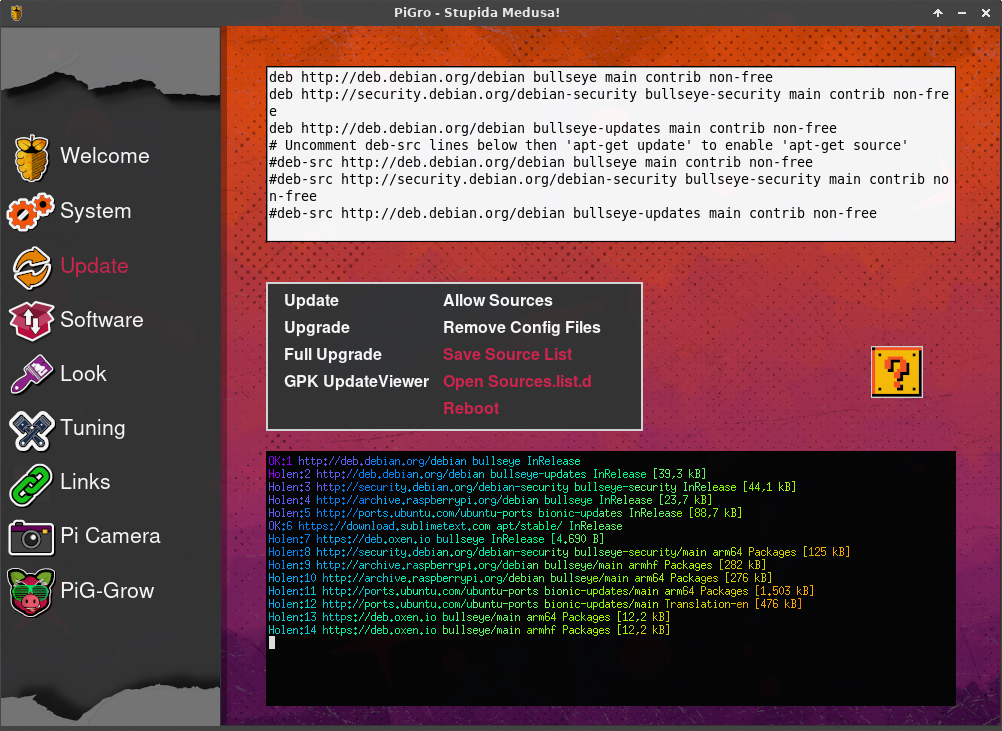 PiGro - Stupida Medusa!
Welcome
System
Update
Software
Look
Tuning
Links
Pi Camera
PiG-Grow
deb http://deb.debian.org/debian bullseye main contrib non-free
deb http://security.debian.org/debian-security bullseye-security main contrib non-fre
e
deb http://deb.debian.org/debian bullseye-updates main contrib non-free
# Uncomment deb-src lines below then 'apt-get update' to enable 'apt-get source'
#deb-src http://deb.debian.org/debian bullseye main contrib non-free
#deb-src http://security.debian.org/debian-security bullseye-security main contrib no
n-free
#deb-src http://deb.debian.org/debian bullseye-updates main contrib non-free
Update
Upgrade
Full Upgrade
GPK UpdateViewer
Allow Sources
Remove Config Files
Save Source List
Open Sources.list.d
Reboot
?
OK:1 http://deb.debian.org/debian bullseye InRelease
Holen:2 http://deb.debian.org/debian bullseye-updates InRelease [39,3 kB]
Holen:3 http://security.debian.org/debian-security bullseye-security InRelease [44,1 kB]
Holen:4 http://archive.raspberrypi.org/debian bullseye InRelease [23,7 kB]
Holen:5 http://ports.ubuntu.com/ubuntu-ports bionic-updates InRelease [88,7 kB]
OK:6 https://download.sublimetext.com apt/stable/ InRelease
Holen:7 https://deb.oxen.io bullseye InRelease [4.690 B]
Holen:8 http://security.debian.org/debian-security bullseye-security/main arm64 Packages [125 kB]
Holen:9 http://archive.raspberrypi.org/debian bullseye/main armhf Packages [282 kB]
Holen:10 http://archive.raspberrypi.org/debian bullseye/main arm64 Packages [276 kB]
Holen:11 http://ports.ubuntu.com/ubuntu-ports bionic-updates/main arm64 Packages [1.503 kB]
Holen:12 http://ports.ubuntu.com/ubuntu-ports bionic-updates/main Translation-en [476 kB]
Holen:13 https://deb.oxen.io bullseye/main arm64 Packages [12,2 kB]
Holen:14 https://deb.oxen.io bullseye/main armhf Packages [12,2 kB]